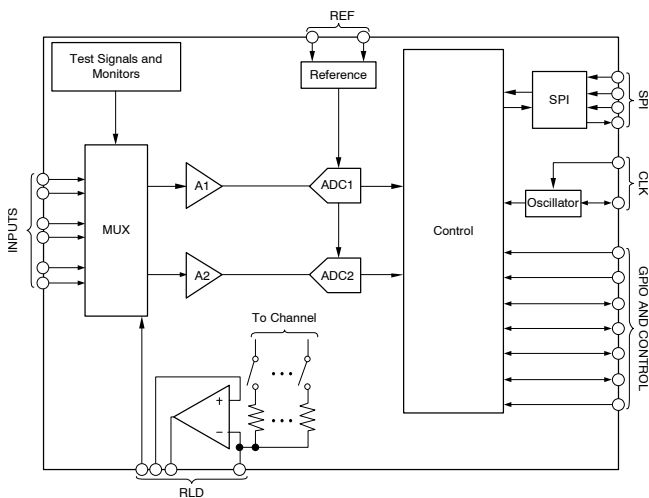 REF
Test Signals and
Monitors
Reference
SPI
SPI
A1
ADC1
CLK
Oscillator
INPUTS
MUX
Control
A2
ADC2
GPIO AND CONTROL
To Channel
+
−
RLD